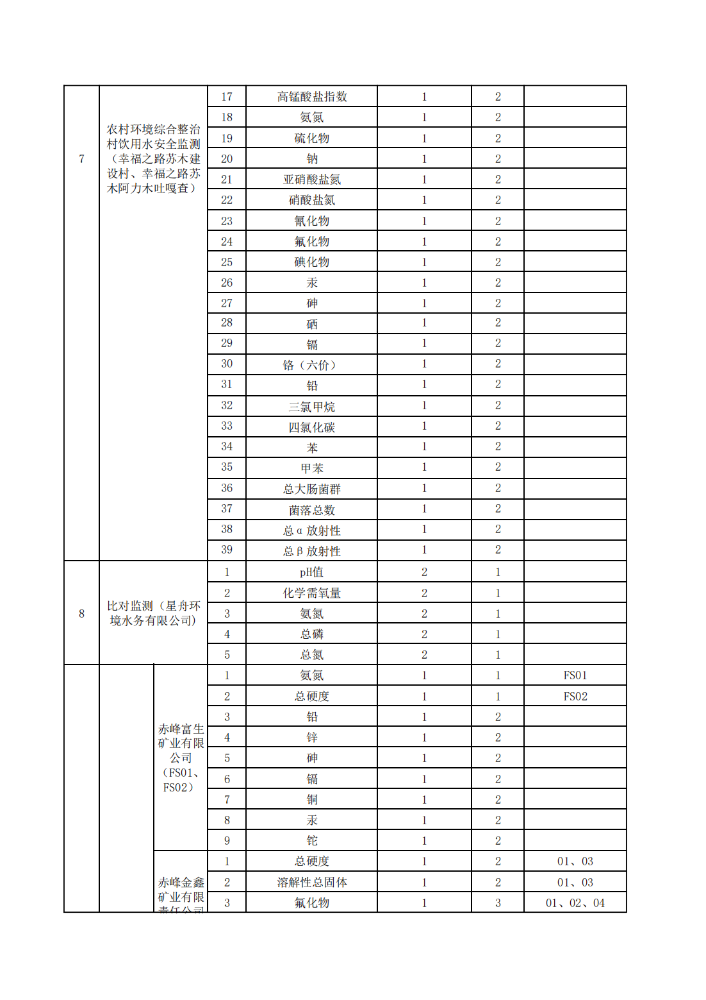 17 高锰酸盐指数 1 2
18 氨氮 1 2
19 硫化物 1 2
7
农村环境综合整治
村饮用水安全监测
（幸福之路苏木建
设村、幸福之路苏
木阿力木吐嘎查）
20 钠 1 2
21 亚硝酸盐氮 1 2
22 硝酸盐氮 1 2
23 氰化物 1 2
24 氟化物 1 2
25 碘化物 1 2
26 汞 1 2
27 砷 1 2
28 硒 1 2
29 镉 1 2
30 铬（六价） 1 2
31 铅 1 2
32 三氯甲烷 1 2
33 四氯化碳 1 2
34 苯 1 2
35 甲苯 1 2
36 总大肠菌群 1 2
37 菌落总数 1 2
38 总α放射性 1 2
39 总β放射性 1 2
8
比对监测（星舟环
境水务有限公司)
1 pH值 2 1
2 化学需氧量 2 1
3 氨氮 2 1
4 总磷 2 1
5 总氮 2 1
赤峰富生
矿业有限
公司
（FS01、
FS02）
1 氨氮 1 1 FS01
2 总硬度 1 1 FS02
3 铅 1 2
4 锌 1 2
5 砷 1 2
6 镉 1 2
7 铜 1 2
8 汞 1 2
9 铊 1 2
赤峰金鑫
矿业有限
责任公司
1 总硬度 1 2 01、03
2 溶解性总固体 1 2 01、03
3 氟化物 1 3 01、02、04